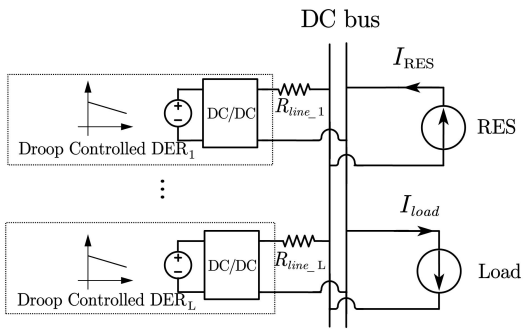 DC bus
I_RES
DC/DC
R_line_1
RES
Droop Controlled DER_1
...
I_load
DC/DC
R_line_L
Load
Droop Controlled DER_L